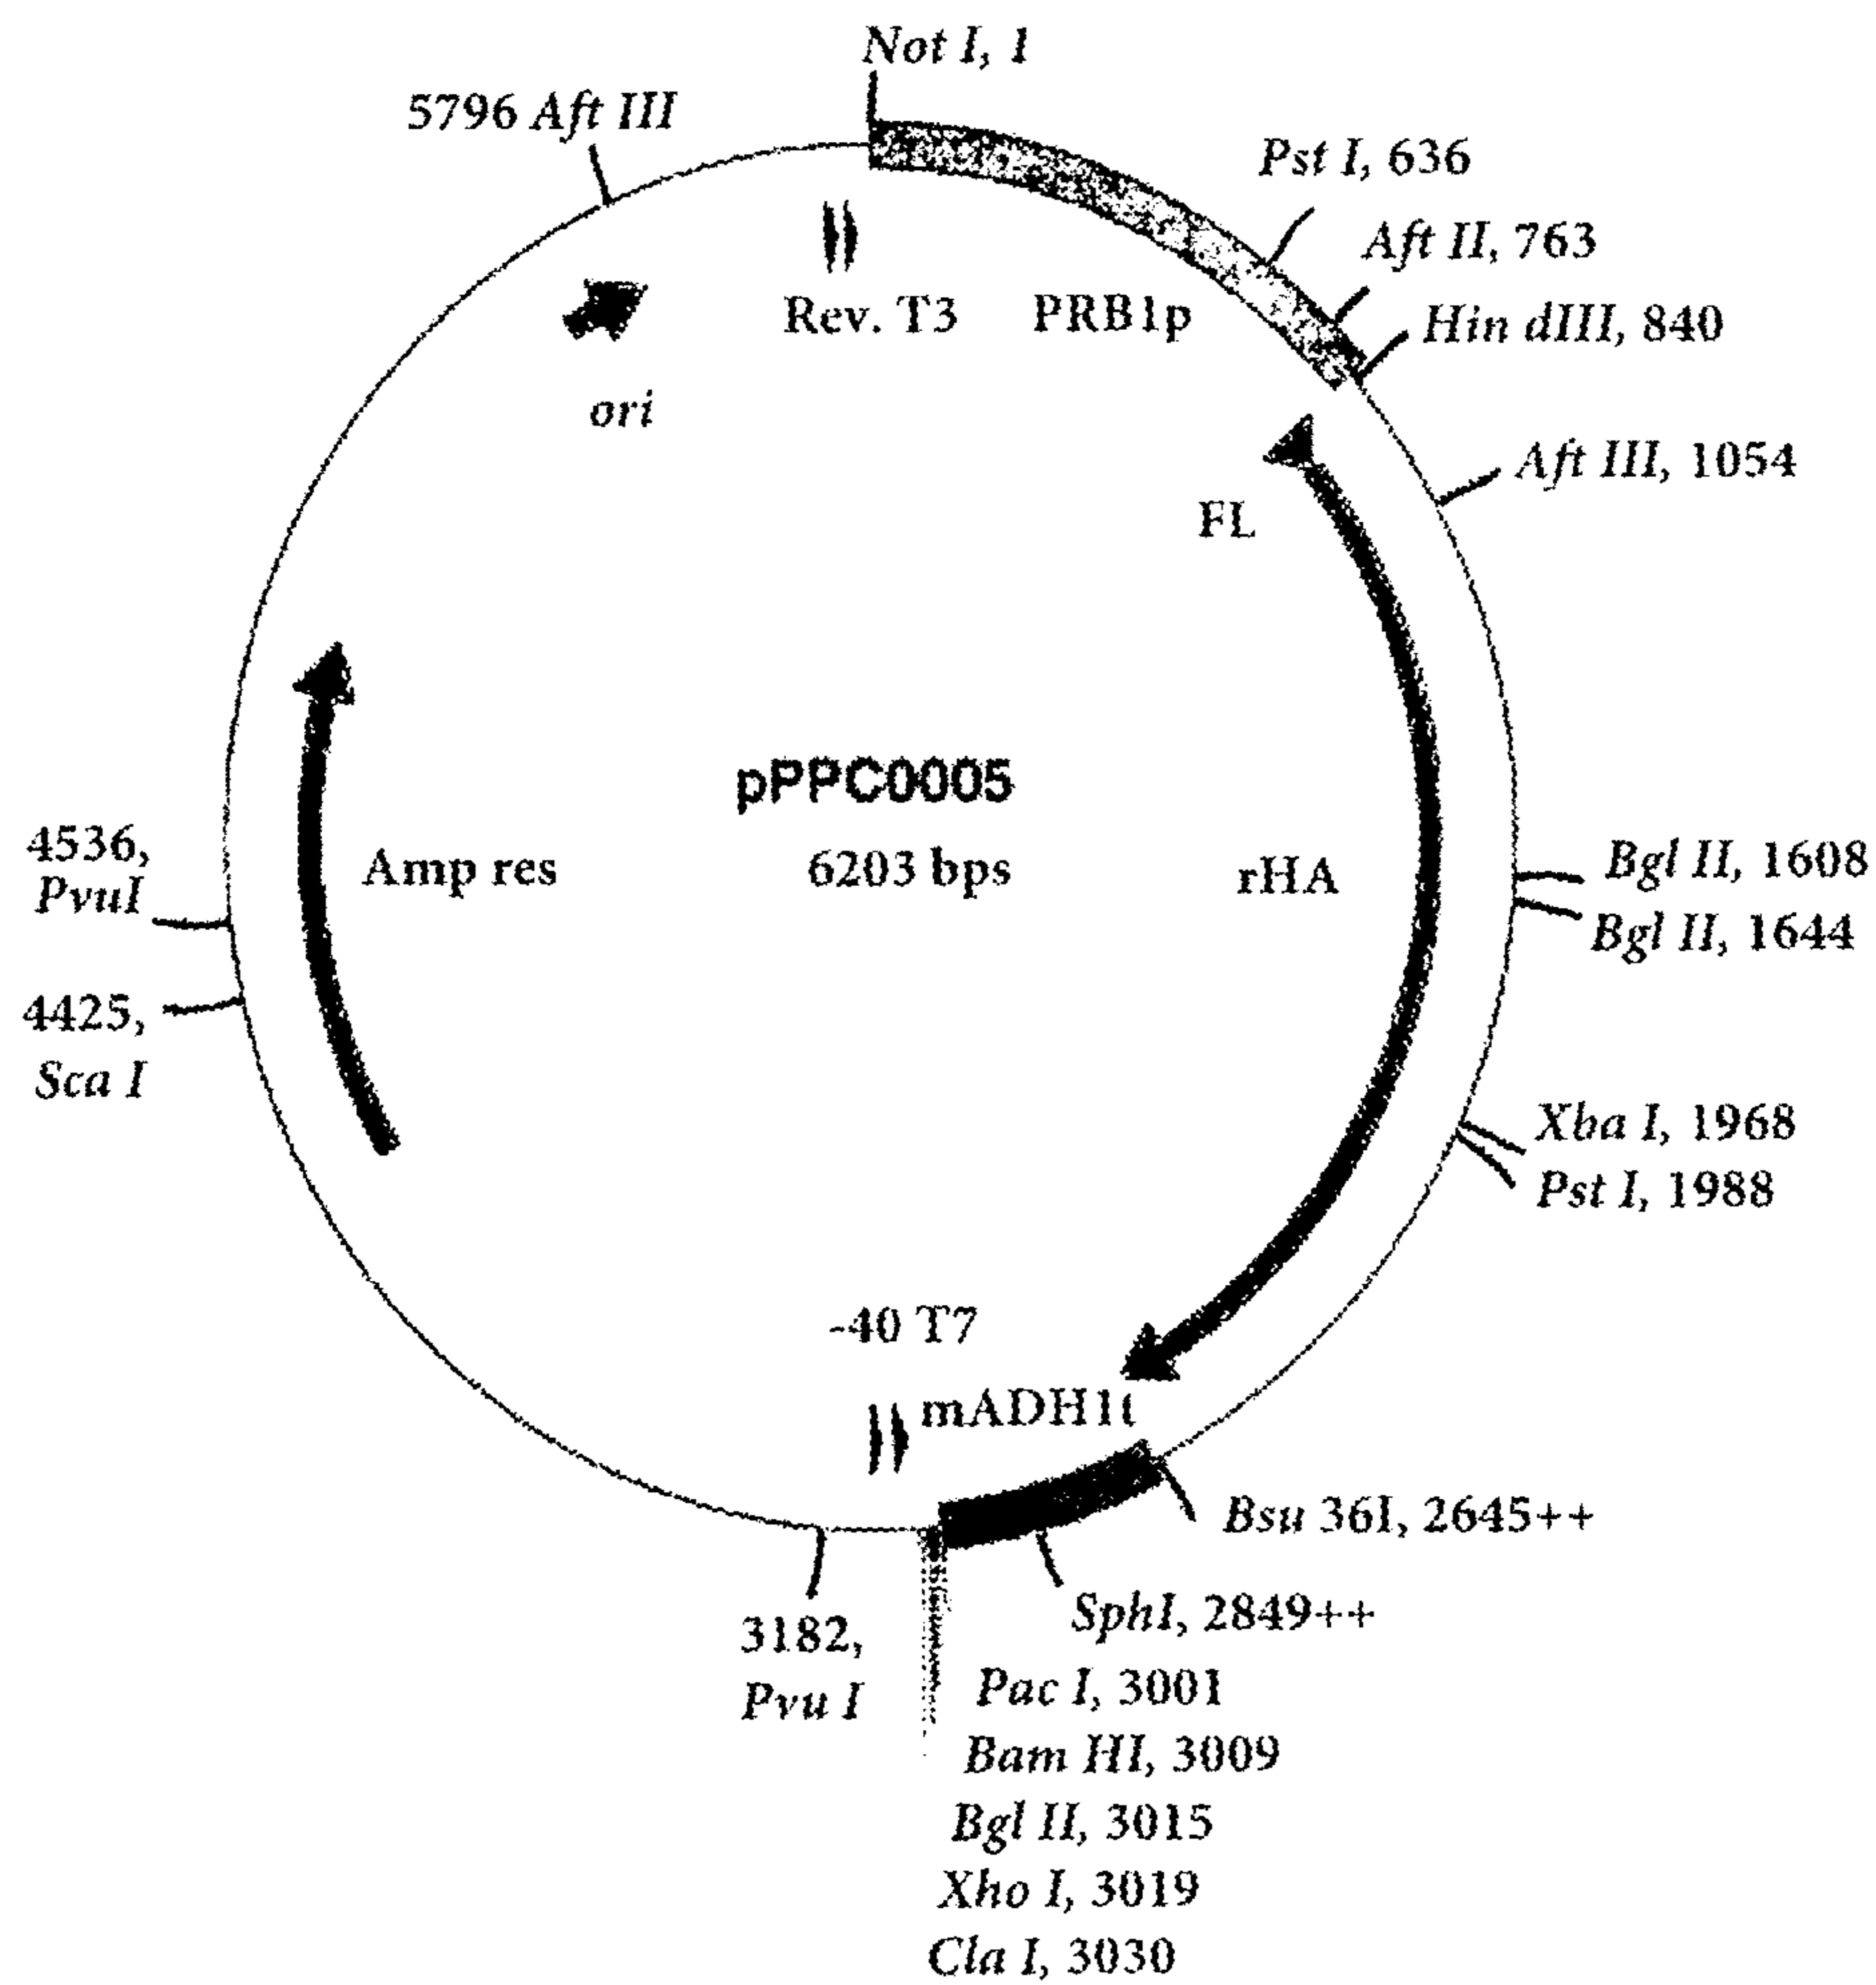 Not I, 1
5796 Aft III
Pst I, 636
Aft II, 763
Hin dIII, 840
Rev. T3
PRB1p
ori
Aft III, 1054
FL
pPPC0005
6203 bps
Amp res
rHA
4536,
PvuI
Bgl II, 1608
Bgl II, 1644
4425,
Sca I
Xba I, 1968
Pst I, 1988
-40 T7
mADH1t
Bsu 36I, 2645++
SphI, 2849++
3182,
Pvu I
Pac I, 3001
Bam HI, 3009
Bgl II, 3015
Xho I, 3019
Cla I, 3030